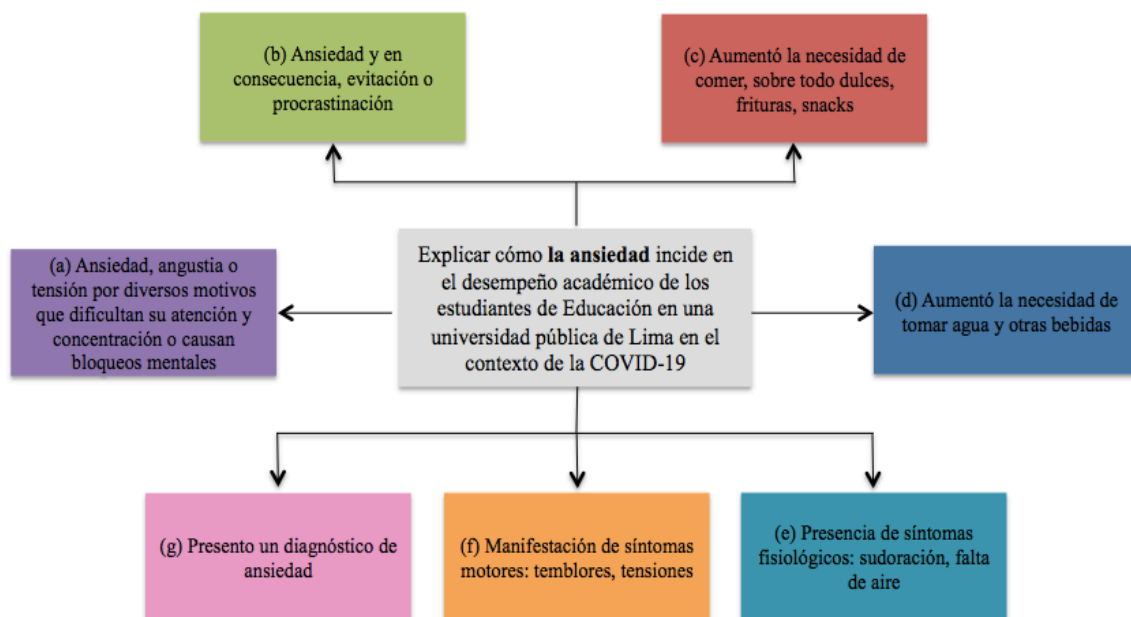 (b) Ansiedad y en
consecuencia, evitación o
procrastinación
(c) Aumentó la necesidad de
comer, sobre todo dulces,
frituras, snacks
(a) Ansiedad, angustia o
tensión por diversos motivos
que dificultan su atención y
concentración o causan
bloqueos mentales
Explicar cómo la ansiedad incide en
el desempeño académico de los
estudiantes de Educación en una
universidad pública de Lima en el
contexto de la COVID-19
(d) Aumentó la necesidad de
tomar agua y otras bebidas
(g) Presento un diagnóstico de
ansiedad
(f) Manifestación de síntomas
motores: temblores, tensiones
(e) Presencia de síntomas
fisiológicos: sudoración, falta
de aire